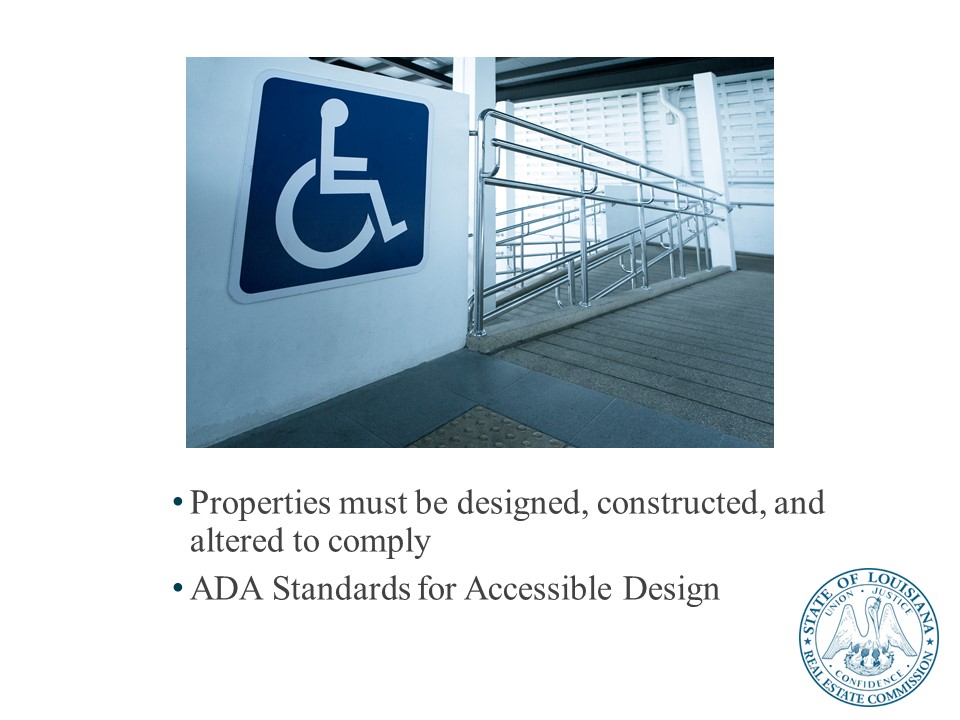 • Properties must be designed, constructed, and
altered to comply
• ADA Standards for Accessible Design
STATE OF LOUISIANA
UNION · JUSTICE
· CONFIDENCE ·
REAL ESTATE COMMISSION